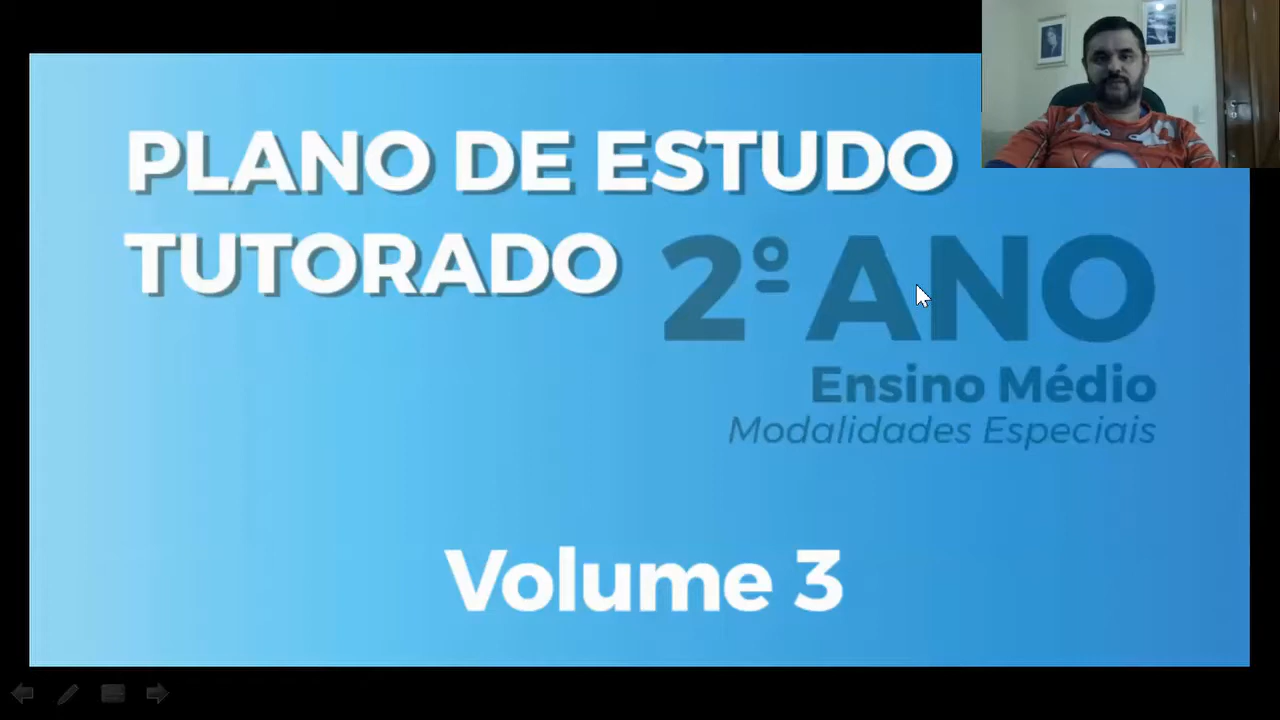 PLANO DE ESTUDO
TUTORADO
2º ANO
Ensino Médio
Modalidades Especiais
Volume 3